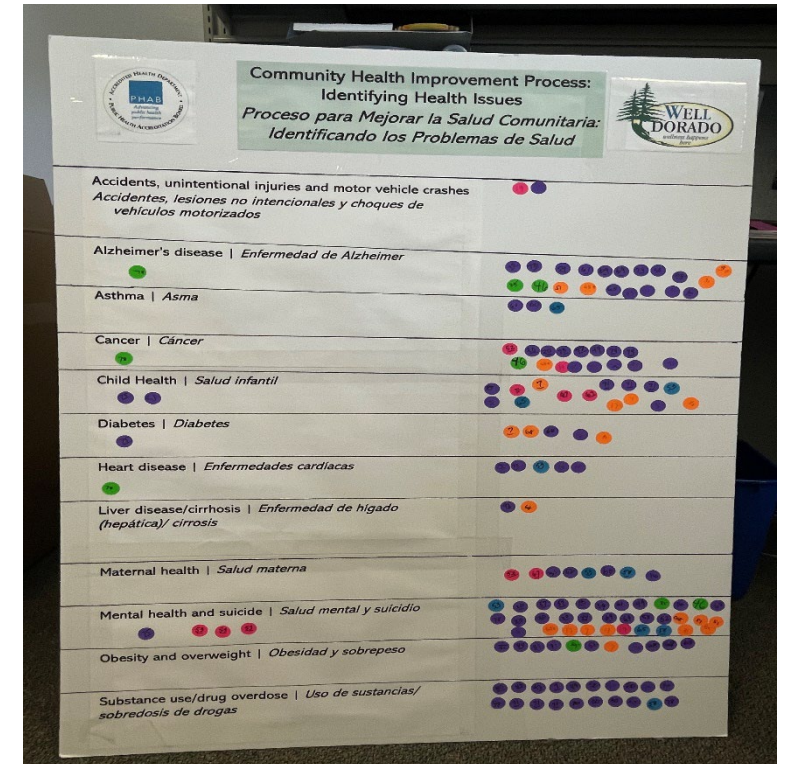 ACCREDITED HEALTH DEPARTMENT
PHAB
Advancing
public health
performance
PUBLIC HEALTH ACCREDITATION BOARD
Community Health Improvement Process:
Identifying Health Issues
Proceso para Mejorar la Salud Comunitaria:
Identificando los Problemas de Salud
WELL
DORADO
wellness happens
here
Accidents, unintentional injuries and motor vehicle crashes
Accidentes, lesiones no intencionales y choques de
vehículos motorizados
Alzheimer's disease | Enfermedad de Alzheimer
Asthma | Asma
Cancer | Cáncer
Child Health | Salud infantil
Diabetes | Diabetes
Heart disease | Enfermedades cardíacas
Liver disease/cirrhosis | Enfermedad de hígado
(hepática)/ cirrosis
Maternal health | Salud materna
Mental health and suicide | Salud mental y suicidio
Obesity and overweight | Obesidad y sobrepeso
Substance use/drug overdose | Uso de sustancias/
sobredosis de drogas